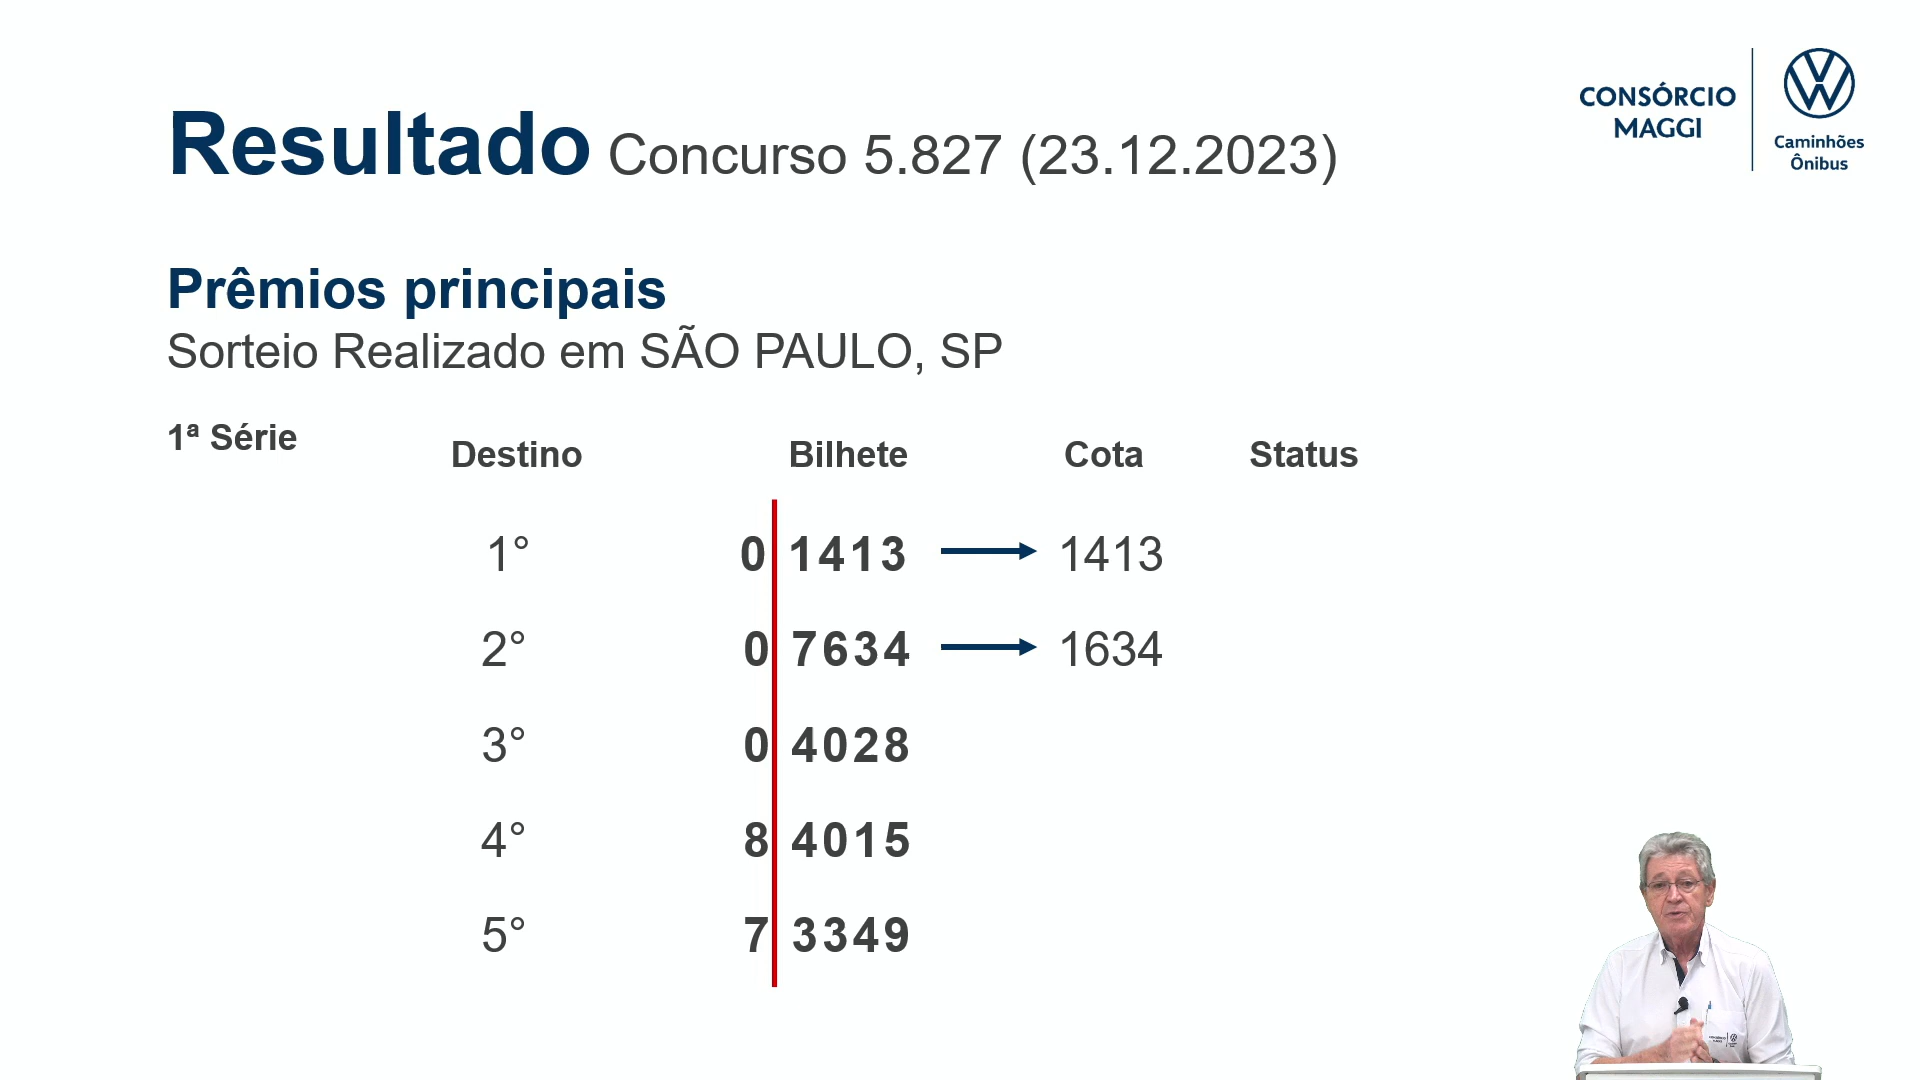 CONSÓRCIO
MAGGI
Caminhões
Ônibus
Resultado Concurso 5.827 (23.12.2023)
Prêmios principais
Sorteio Realizado em SÃO PAULO, SP
1ª Série
Destino Bilhete Cota Status
1° 0 1413 1413
2° 0 7634 1634
3° 0 4028
4° 8 4015
5° 7 3349